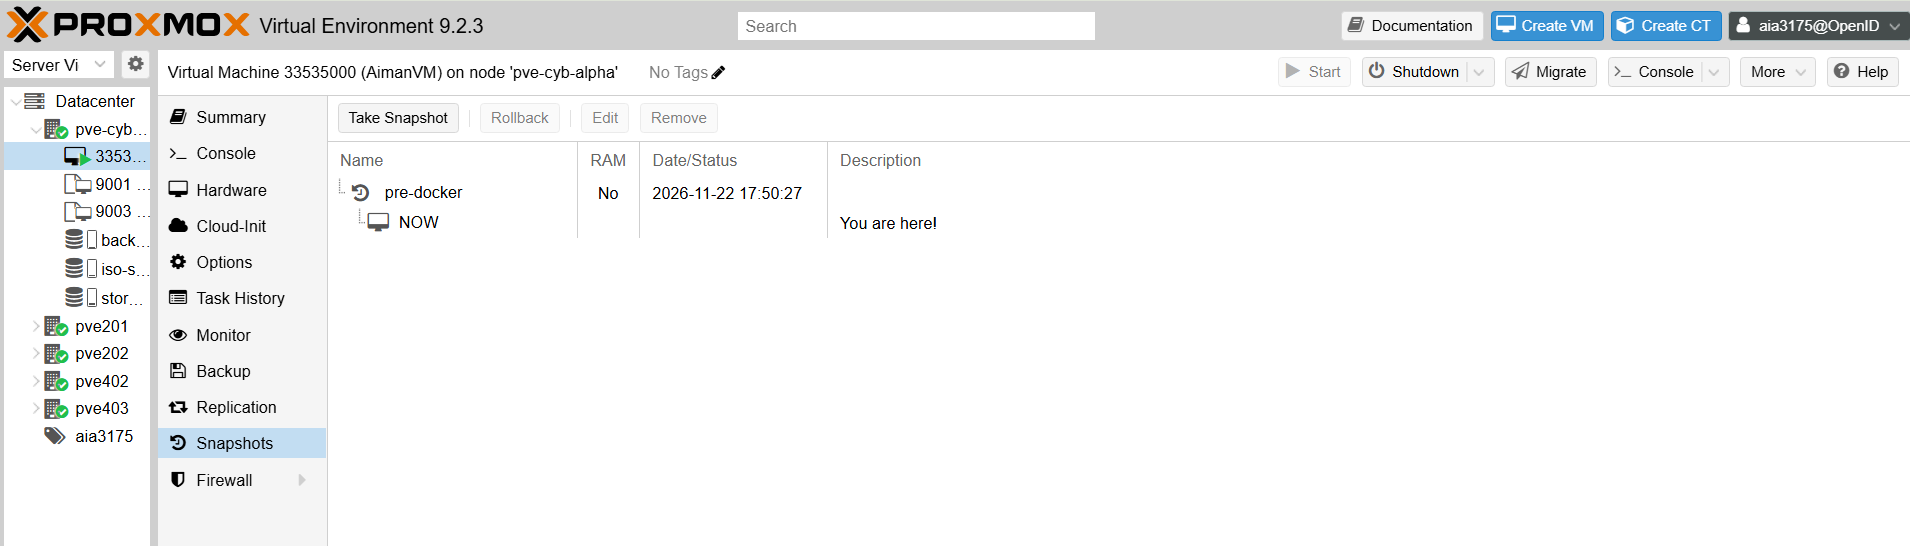 PROXMOX Virtual Environment 9.2.3
Search
Documentation
Create VM
Create CT
aia3175@OpenID
Server Vi
Virtual Machine 33535000 (AimanVM) on node 'pve-cyb-alpha'
No Tags
Start
Shutdown
Migrate
Console
More
Help
Datacenter
pve-cyb...
3353...
9001 ...
9003 ...
back...
iso-s...
stor...
pve201
pve202
pve402
pve403
aia3175
Summary
Console
Hardware
Cloud-Init
Options
Task History
Monitor
Backup
Replication
Snapshots
Firewall
Take Snapshot
Rollback
Edit
Remove
Name RAM Date/Status Description
pre-docker No 2026-11-22 17:50:27
NOW You are here!